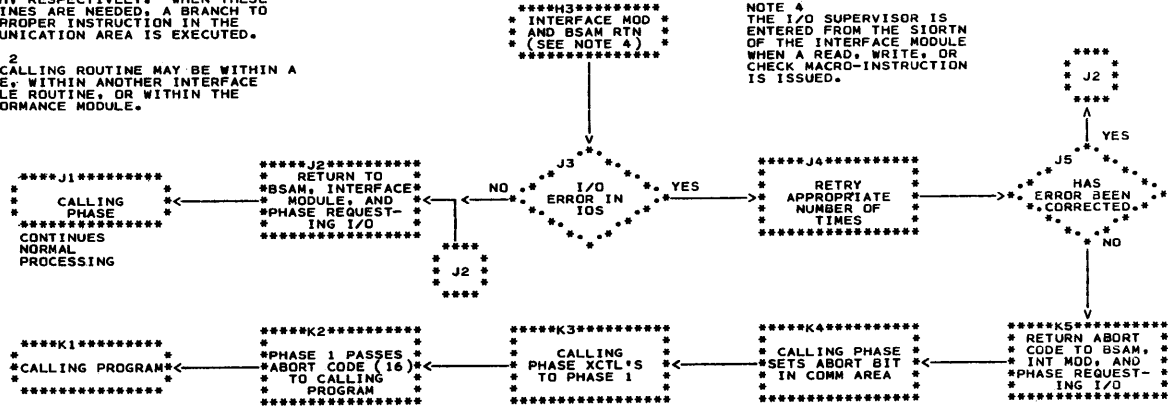 RESPECTIVELY. WHEN THESE
INES ARE NEEDED, A BRANCH TO
PROPER INSTRUCTION IN THE
UNICATION AREA IS EXECUTED.
2
CALLING ROUTINE MAY BE WITHIN A
E, WITHIN ANOTHER INTERFACE
LE ROUTINE, OR WITHIN THE
ORMANCE MODULE.
H3
INTERFACE MOD
AND BSAM RTN
(SEE NOTE 4)
NOTE 4
THE I/O SUPERVISOR IS
ENTERED FROM THE SIORTN
OF THE INTERFACE MODULE
WHEN A READ, WRITE, OR
CHECK MACRO-INSTRUCTION
IS ISSUED.
J2
YES
J1
CALLING
PHASE
CONTINUES
NORMAL
PROCESSING
J2
RETURN TO
BSAM, INTERFACE
MODULE, AND
PHASE REQUEST-
ING I/O
J2
NO
J3
I/O
ERROR IN
IOS
YES
J4
RETRY
APPROPRIATE
NUMBER OF
TIMES
J5
HAS
ERROR BEEN
CORRECTED
NO
K1
CALLING PROGRAM
K2
PHASE 1 PASSES
ABORT CODE (16)
TO CALLING
PROGRAM
K3
CALLING
PHASE XCTL'S
TO PHASE 1
K4
CALLING PHASE
SETS ABORT BIT
IN COMM AREA
K5
RETURN ABORT
CODE TO BSAM,
INT MOD, AND
PHASE REQUEST-
ING I/O